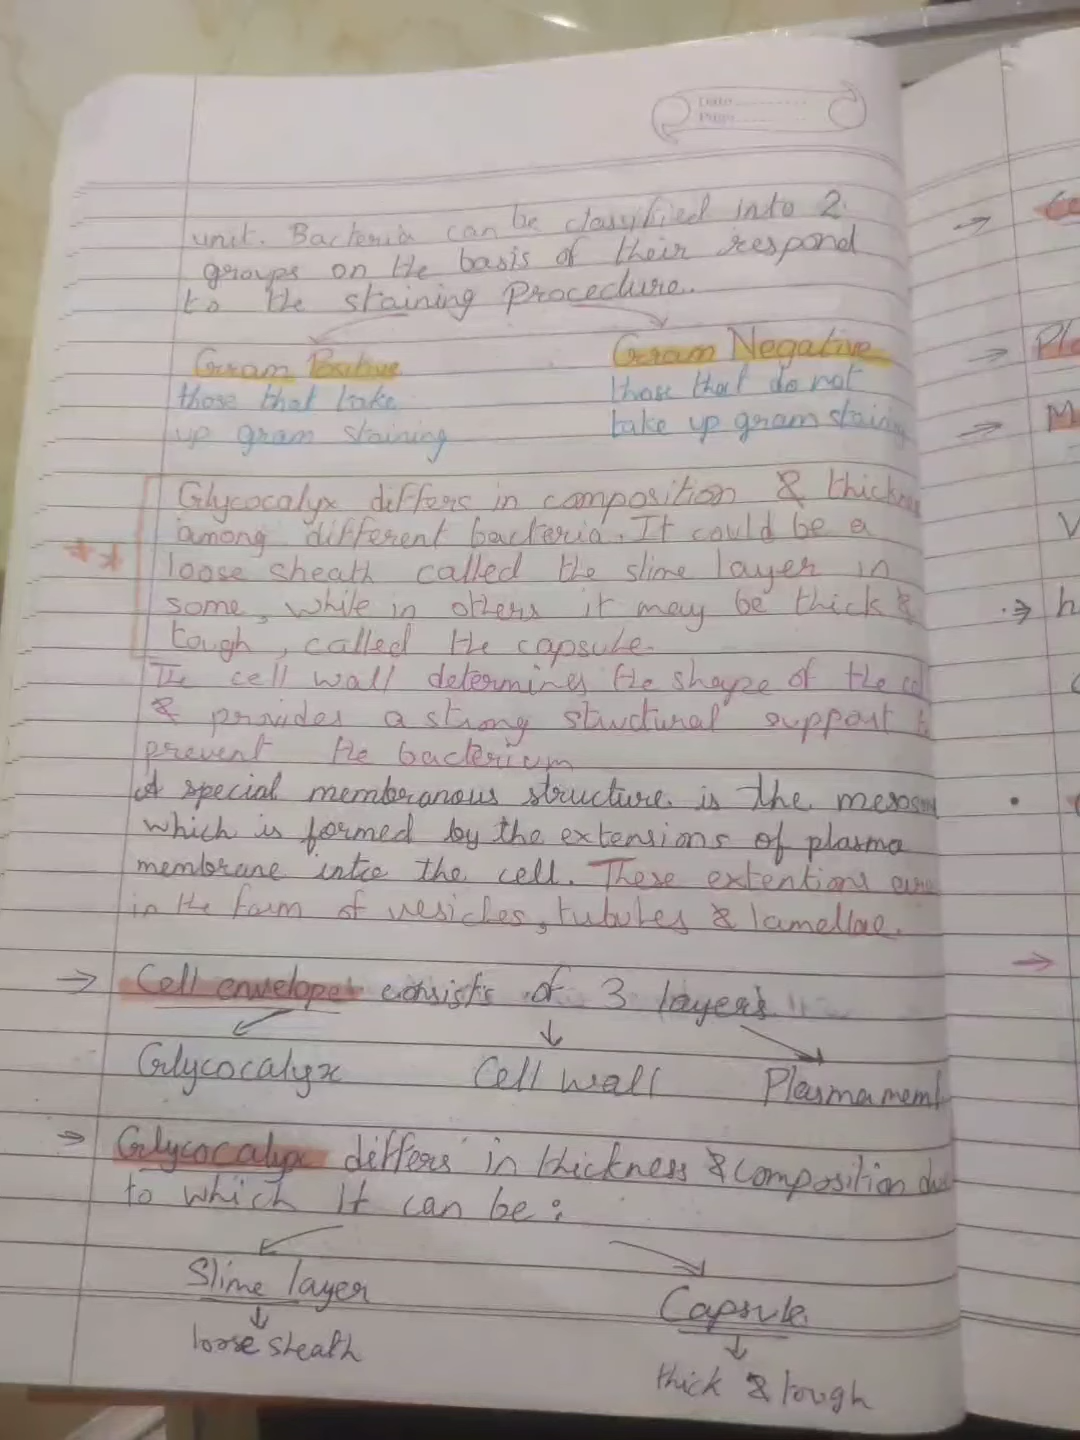 Date
Page
unit. Bacteria can be classified into 2
groups on the basis of their respond
to the staining Procedure.
Gram Positive
Gram Negative
those that take
up gram staining
those that do not
take up gram staining
Glycocalyx differs in composition & thickn
among different bacteria. It could be a
loose sheath called the slime layer in
some, while in others it may be thick &
tough, called the capsule.
The cell wall determines the shape of the
& provides a strong structural support
prevent the bacterium
A special membranous structure is the
which is formed by the extensions of plasma
membrane into the cell. These extentions are
in the form of vesicles, tubules & lamellae.
→ Cell envelope consists of 3 layers
Glycocalyx Cell wall Plasma mem
⇒ Glycocalyx differs in thickness & composition due
to which it can be :
Slime layer
Capsule
loose sheath
thick & tough